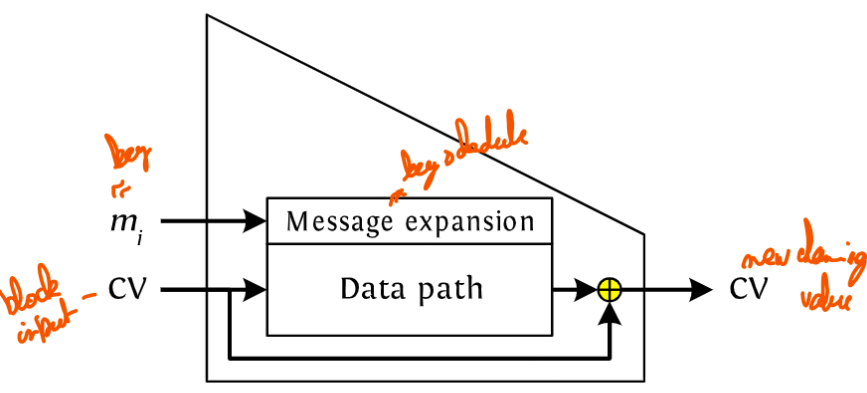 key
≈
key schedule
m_i
Message expansion
block
input
CV
Data path
CV
new chaining
value